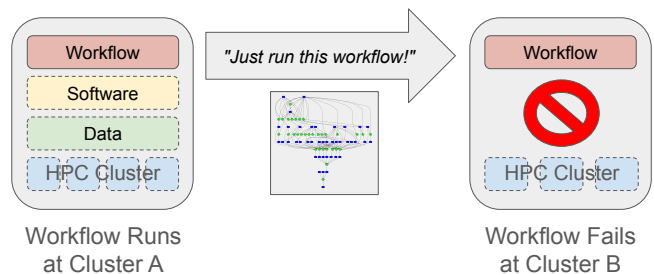 Workflow
Software
Data
HPC Cluster
Workflow Runs
at Cluster A
"Just run this workflow!"
Workflow
HPC Cluster
Workflow Fails
at Cluster B